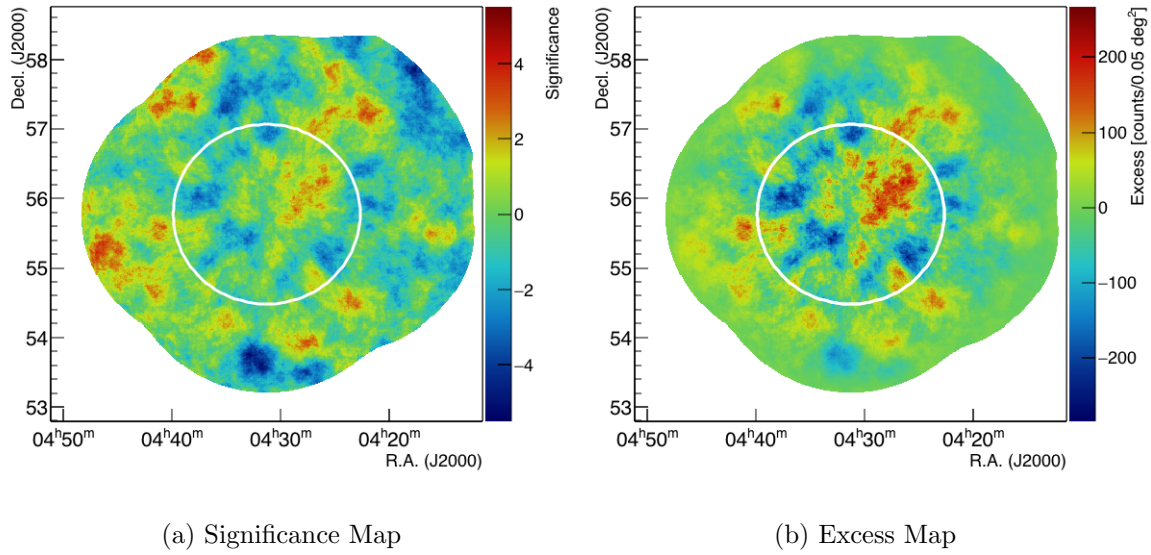 Decl. (J2000)
58
57
56
55
54
53
04ʰ50ᵐ
04ʰ40ᵐ
04ʰ30ᵐ
04ʰ20ᵐ
R.A. (J2000)
4
2
0
−2
−4
Significance
Decl. (J2000)
58
57
56
55
54
53
04ʰ50ᵐ
04ʰ40ᵐ
04ʰ30ᵐ
04ʰ20ᵐ
R.A. (J2000)
200
100
0
−100
−200
Excess [counts/0.05 deg²]
(a) Significance Map
(b) Excess Map